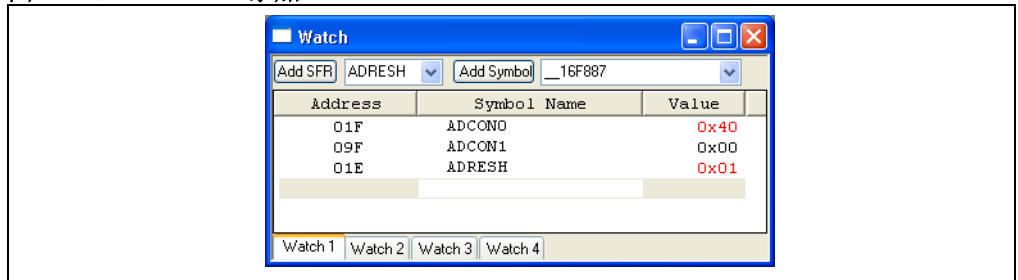 Watch
Add SFR ADRESH Add Symbol __16F887
Address Symbol Name Value
01F ADCON0 0x40
09F ADCON1 0x00
01E ADRESH 0x01
Watch 1 Watch 2 Watch 3 Watch 4